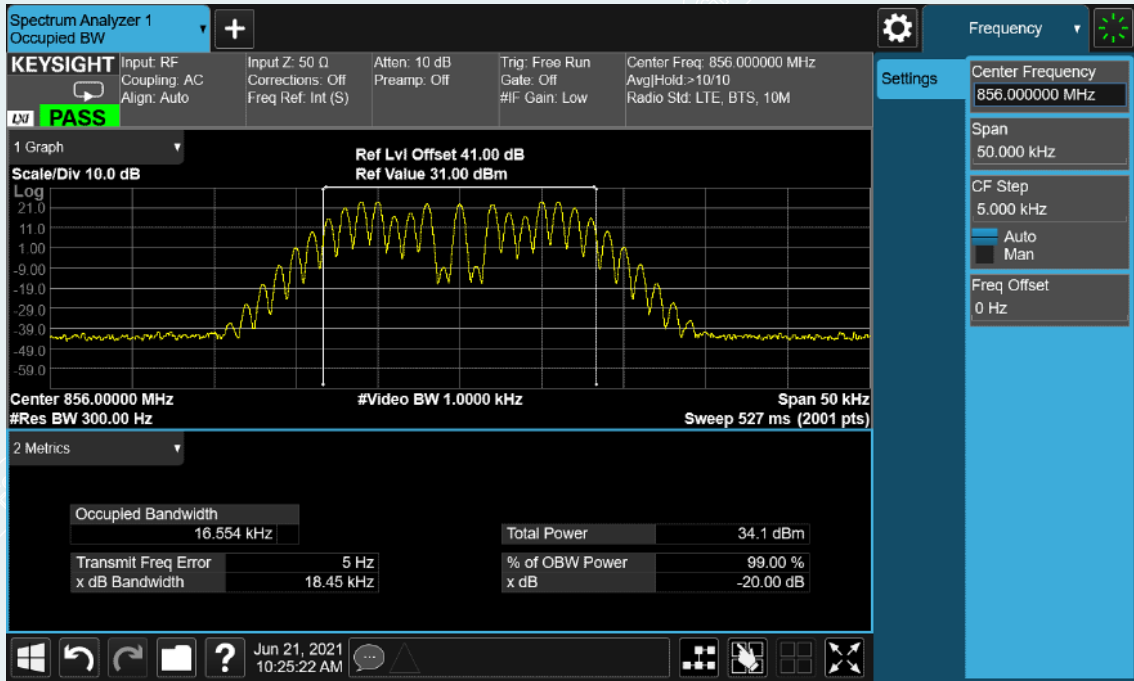 Spectrum Analyzer 1
Occupied BW
+
Frequency
KEYSIGHT
LXI
PASS
Input: RF
Coupling: AC
Align: Auto
Input Z: 50 Ω
Corrections: Off
Freq Ref: Int (S)
Atten: 10 dB
Preamp: Off
Trig: Free Run
Gate: Off
#IF Gain: Low
Center Freq: 856.000000 MHz
Avg|Hold:>10/10
Radio Std: LTE, BTS, 10M
Settings
Center Frequency
856.000000 MHz
Span
50.000 kHz
CF Step
5.000 kHz
Auto
Man
Freq Offset
0 Hz
1 Graph
Scale/Div 10.0 dB
Ref Lvl Offset 41.00 dB
Ref Value 31.00 dBm
Log
21.0
11.0
1.00
-9.00
-19.0
-29.0
-39.0
-49.0
-59.0
Center 856.00000 MHz
#Video BW 1.0000 kHz
Span 50 kHz
#Res BW 300.00 Hz
Sweep 527 ms (2001 pts)
2 Metrics
Occupied Bandwidth
16.554 kHz
Total Power 34.1 dBm
Transmit Freq Error 5 Hz
% of OBW Power 99.00 %
x dB Bandwidth 18.45 kHz
x dB -20.00 dB
?
Jun 21, 2021
10:25:22 AM